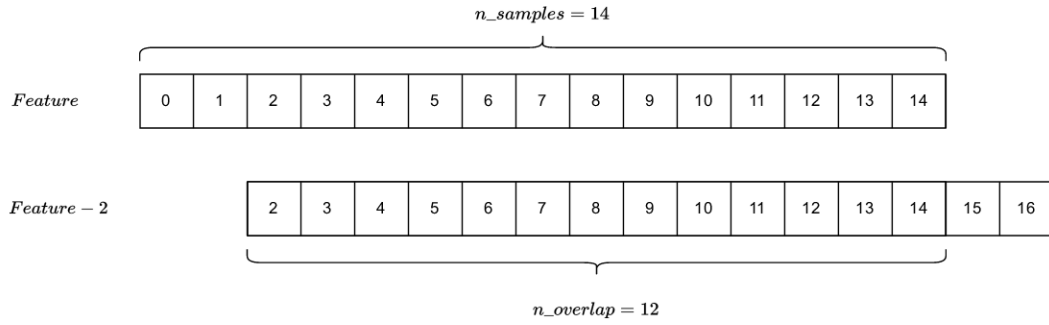 n_samples = 14
Feature 0 1 2 3 4 5 6 7 8 9 10 11 12 13 14
Feature − 2 2 3 4 5 6 7 8 9 10 11 12 13 14 15 16
n_overlap = 12